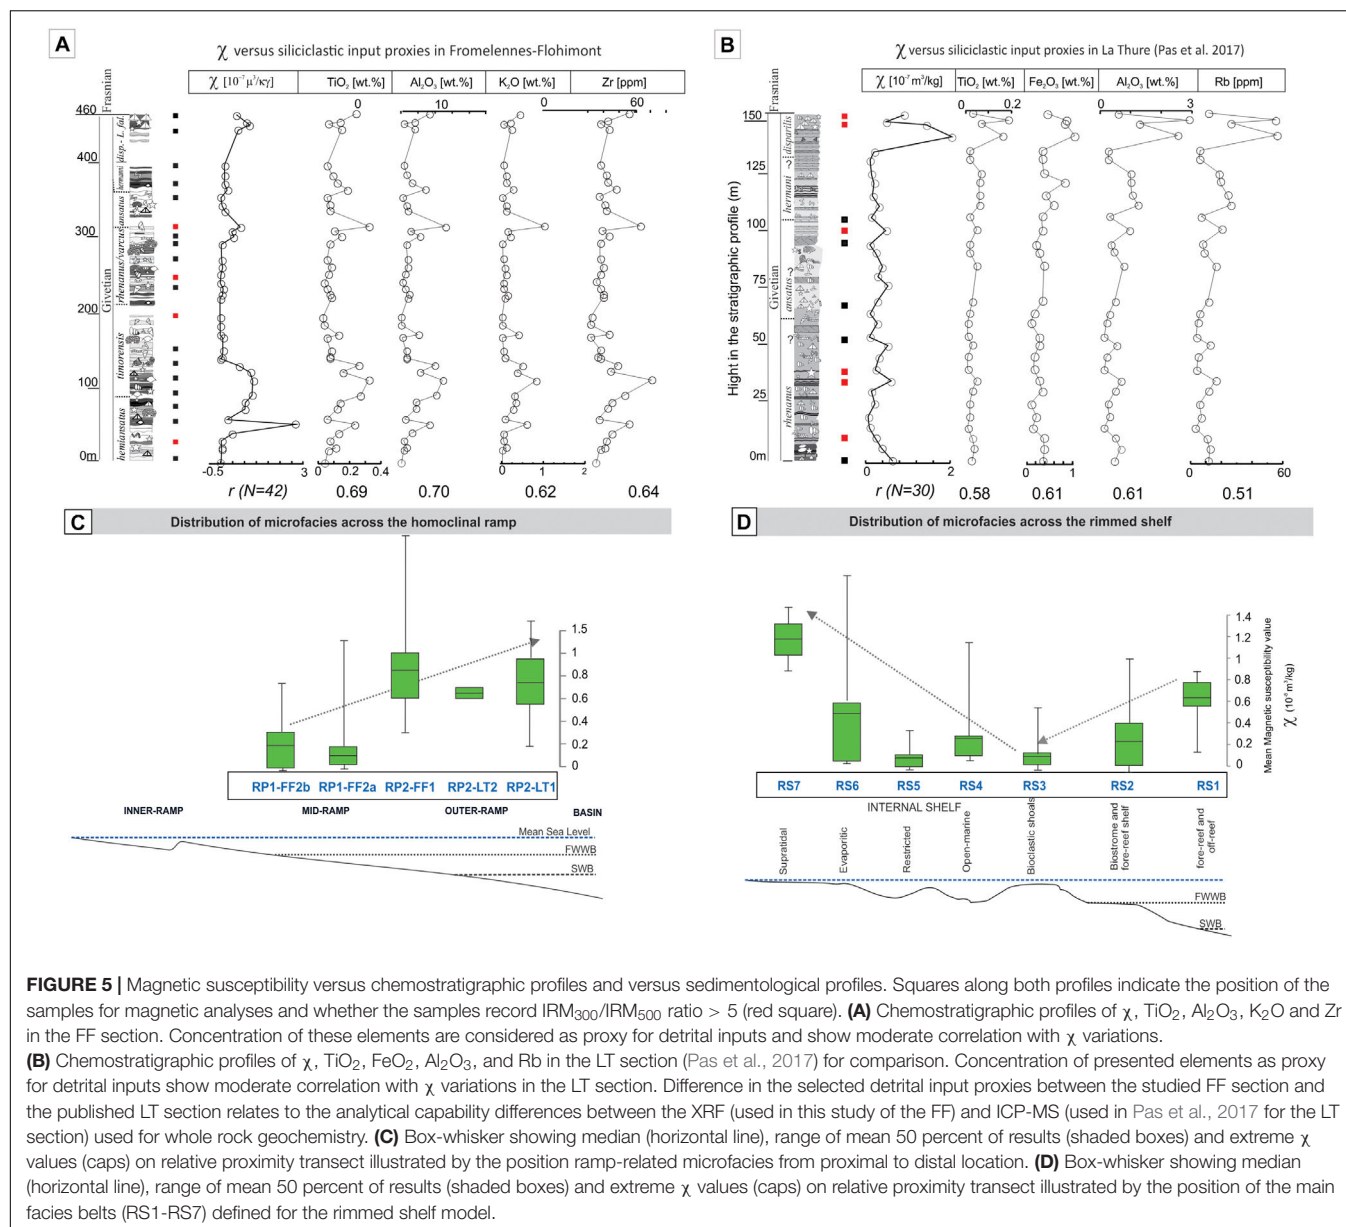 A
χ versus siliciclastic input proxies in Fromelennes-Flohimont
χ [10⁻⁷ μ³/κγ]
TiO₂ [wt.%]
Al₂O₃ [wt.%]
K₂O [wt.%]
Zr [ppm]
0
10
0
60
Frasnian
Givetian
disp.- L. fal.
hermani
ansatus
rhenanus/varcus
timorensis
hemiansatus
460
400
300
200
100
0m
-0.5
3
0
0.2
0.4
0
1
2
r (N=42)
0.69
0.70
0.62
0.64
B
χ versus siliciclastic input proxies in La Thure (Pas et al. 2017)
χ [10⁻⁷ m³/kg]
TiO₂ [wt.%]
Fe₂O₃ [wt.%]
Al₂O₃ [wt.%]
Rb [ppm]
0
0.2
0
3
Frasnian
Givetian
disparilis
?
hermani
ansatus
?
?
rhenanus
Hight in the stratigraphic profile (m)
150
125
100
75
50
25
0m
0
2
0
1
0
60
r (N=30)
0.58
0.61
0.61
0.51
C
Distribution of microfacies across the homoclinal ramp
1.5
1
0.8
0.6
0.4
0.2
0
RP1-FF2b
RP1-FF2a
RP2-FF1
RP2-LT2
RP2-LT1
INNER-RAMP
MID-RAMP
OUTER-RAMP
BASIN
Mean Sea Level
FWWB
SWB
D
Distribution of microfacies across the rimmed shelf
1.4
1.2
1
0.8
0.6
0.4
0.2
0
Mean Magnetic susceptibility value
χ (10⁻⁸ m³/kg)
RS7
RS6
RS5
RS4
RS3
RS2
RS1
INTERNAL SHELF
Supratidal
Evaporitic
Restricted
Open-marine
Bioclastic shoals
Biostrome and
fore-reef shelf
fore-reef and
off-reef
FWWB
SWB
FIGURE 5 | Magnetic susceptibility versus chemostratigraphic profiles and versus sedimentological profiles. Squares along both profiles indicate the position of the
samples for magnetic analyses and whether the samples record IRM₃₀₀/IRM₅₀₀ ratio > 5 (red square). (A) Chemostratigraphic profiles of χ, TiO₂, Al₂O₃, K₂O and Zr
in the FF section. Concentration of these elements are considered as proxy for detrital inputs and show moderate correlation with χ variations.
(B) Chemostratigraphic profiles of χ, TiO₂, FeO₂, Al₂O₃, and Rb in the LT section (Pas et al., 2017) for comparison. Concentration of presented elements as proxy
for detrital inputs show moderate correlation with χ variations in the LT section. Difference in the selected detrital input proxies between the studied FF section and
the published LT section relates to the analytical capability differences between the XRF (used in this study of the FF) and ICP-MS (used in Pas et al., 2017 for the LT
section) used for whole rock geochemistry. (C) Box-whisker showing median (horizontal line), range of mean 50 percent of results (shaded boxes) and extreme χ
values (caps) on relative proximity transect illustrated by the position ramp-related microfacies from proximal to distal location. (D) Box-whisker showing median
(horizontal line), range of mean 50 percent of results (shaded boxes) and extreme χ values (caps) on relative proximity transect illustrated by the position of the main
facies belts (RS1-RS7) defined for the rimmed shelf model.